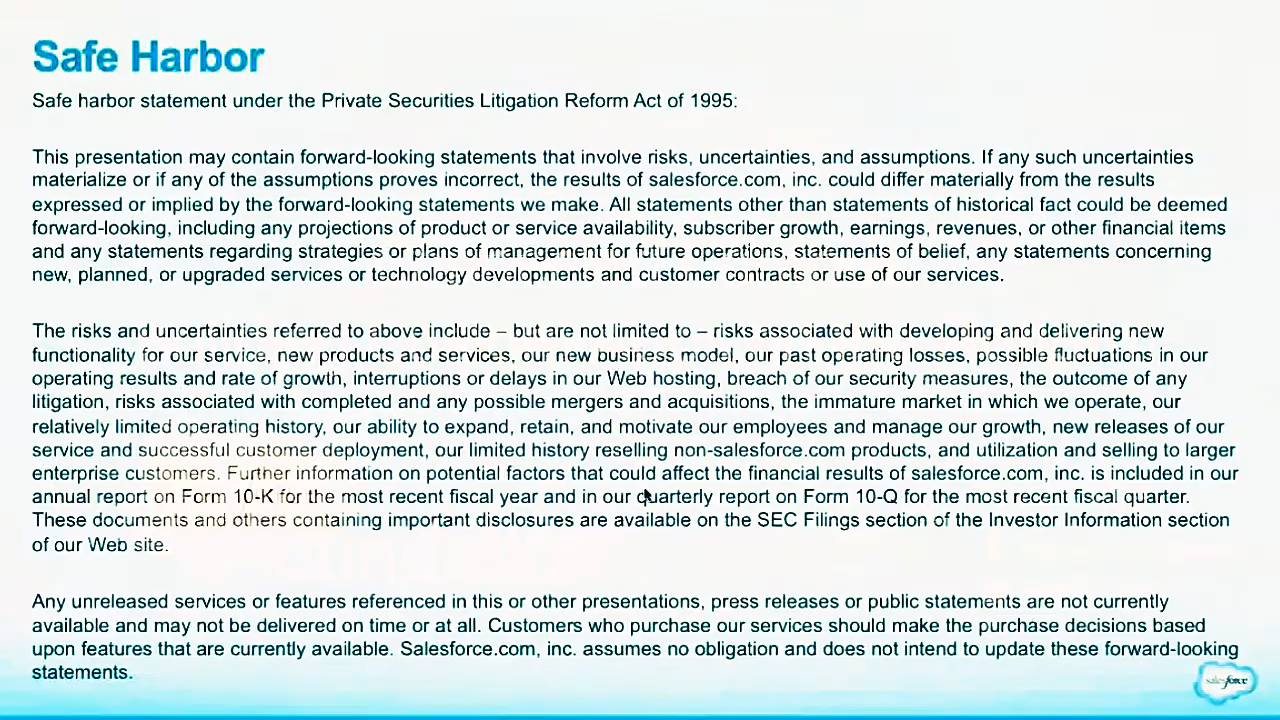 Safe Harbor
Safe harbor statement under the Private Securities Litigation Reform Act of 1995:
This presentation may contain forward-looking statements that involve risks, uncertainties, and assumptions. If any such uncertainties
materialize or if any of the assumptions proves incorrect, the results of salesforce.com, inc. could differ materially from the results
expressed or implied by the forward-looking statements we make. All statements other than statements of historical fact could be deemed
forward-looking, including any projections of product or service availability, subscriber growth, earnings, revenues, or other financial items
and any statements regarding strategies or plans of management for future operations, statements of belief, any statements concerning
new, planned, or upgraded services or technology developments and customer contracts or use of our services.
The risks and uncertainties referred to above include – but are not limited to – risks associated with developing and delivering new
functionality for our service, new products and services, our new business model, our past operating losses, possible fluctuations in our
operating results and rate of growth, interruptions or delays in our Web hosting, breach of our security measures, the outcome of any
litigation, risks associated with completed and any possible mergers and acquisitions, the immature market in which we operate, our
relatively limited operating history, our ability to expand, retain, and motivate our employees and manage our growth, new releases of our
service and successful customer deployment, our limited history reselling non-salesforce.com products, and utilization and selling to larger
enterprise customers. Further information on potential factors that could affect the financial results of salesforce.com, inc. is included in our
annual report on Form 10-K for the most recent fiscal year and in our quarterly report on Form 10-Q for the most recent fiscal quarter.
These documents and others containing important disclosures are available on the SEC Filings section of the Investor Information section
of our Web site.
Any unreleased services or features referenced in this or other presentations, press releases or public statements are not currently
available and may not be delivered on time or at all. Customers who purchase our services should make the purchase decisions based
upon features that are currently available. Salesforce.com, inc. assumes no obligation and does not intend to update these forward-looking
statements.
salesforce